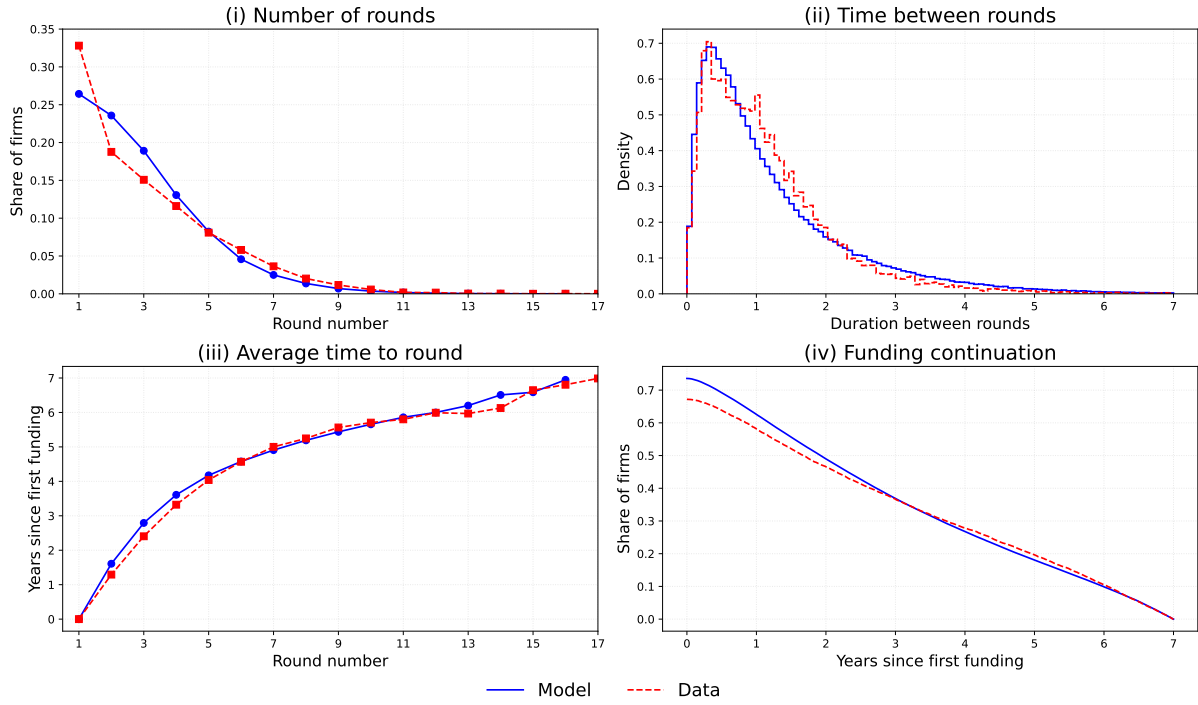 (i) Number of rounds
Share of firms
0.35
0.30
0.25
0.20
0.15
0.10
0.05
0.00
1 3 5 7 9 11 13 15 17
Round number
(ii) Time between rounds
Density
0.7
0.6
0.5
0.4
0.3
0.2
0.1
0.0
0 1 2 3 4 5 6 7
Duration between rounds
(iii) Average time to round
Years since first funding
7
6
5
4
3
2
1
0
1 3 5 7 9 11 13 15 17
Round number
(iv) Funding continuation
Share of firms
0.7
0.6
0.5
0.4
0.3
0.2
0.1
0.0
0 1 2 3 4 5 6 7
Years since first funding
Model Data